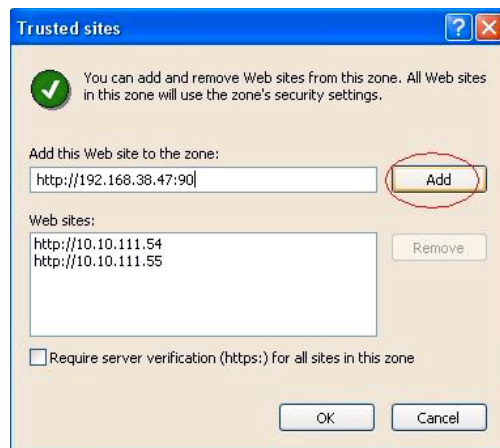 Trusted sites
You can add and remove Web sites from this zone. All Web sites
in this zone will use the zone's security settings.
Add this Web site to the zone:
http://192.168.38.47:90
Add
Web sites:
http://10.10.111.54
http://10.10.111.55
Remove
Require server verification (https:) for all sites in this zone
OK
Cancel